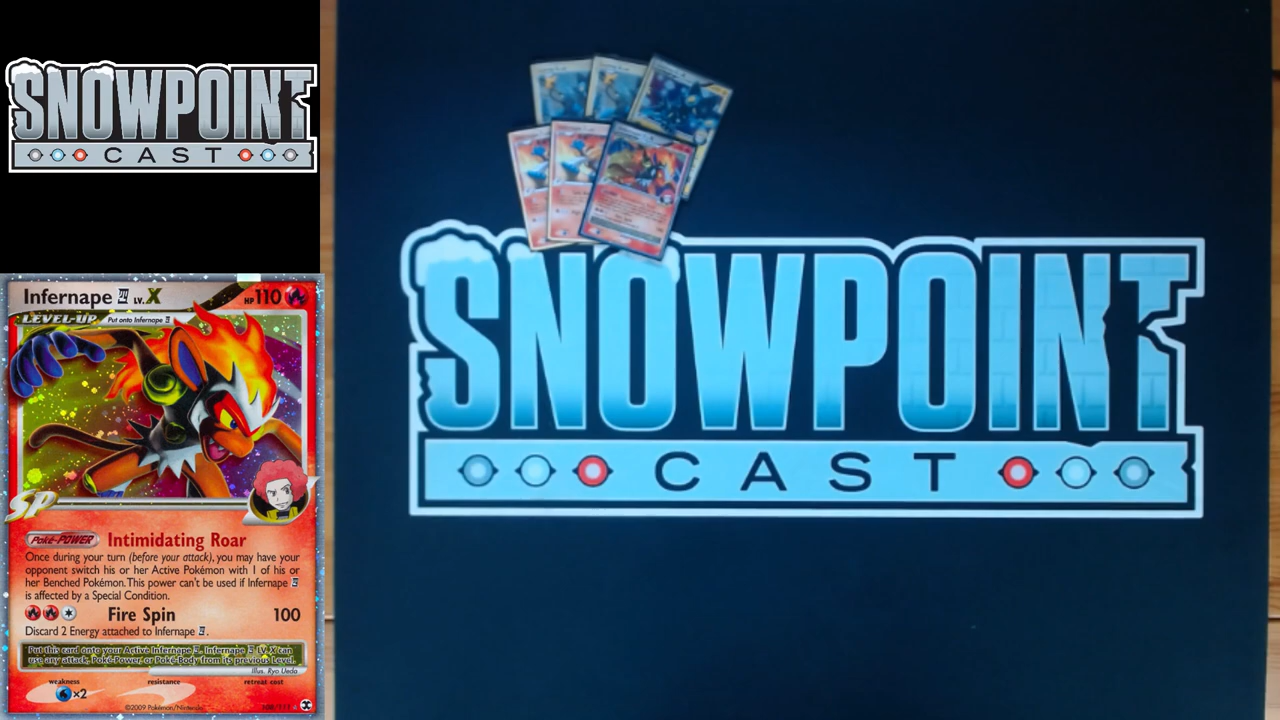 SNOWPOINT
CAST
Infernape 4 LV.X HP110
LEVEL-UP Put onto Infernape 4
SP
Poké-POWER Intimidating Roar
Once during your turn (before your attack), you may have your
opponent switch his or her Active Pokémon with 1 of his or
her Benched Pokémon. This power can't be used if Infernape 4
is affected by a Special Condition.
Fire Spin 100
Discard 2 Energy attached to Infernape 4.
Put this card onto your Active Infernape 4. Infernape 4 LV.X can
use any attack, Poké-Power, or Poké-Body from its previous Level.
Illus. Ryo Ueda
weakness resistance retreat cost
×2
©2009 Pokémon/Nintendo
SNOWPOINT
CAST